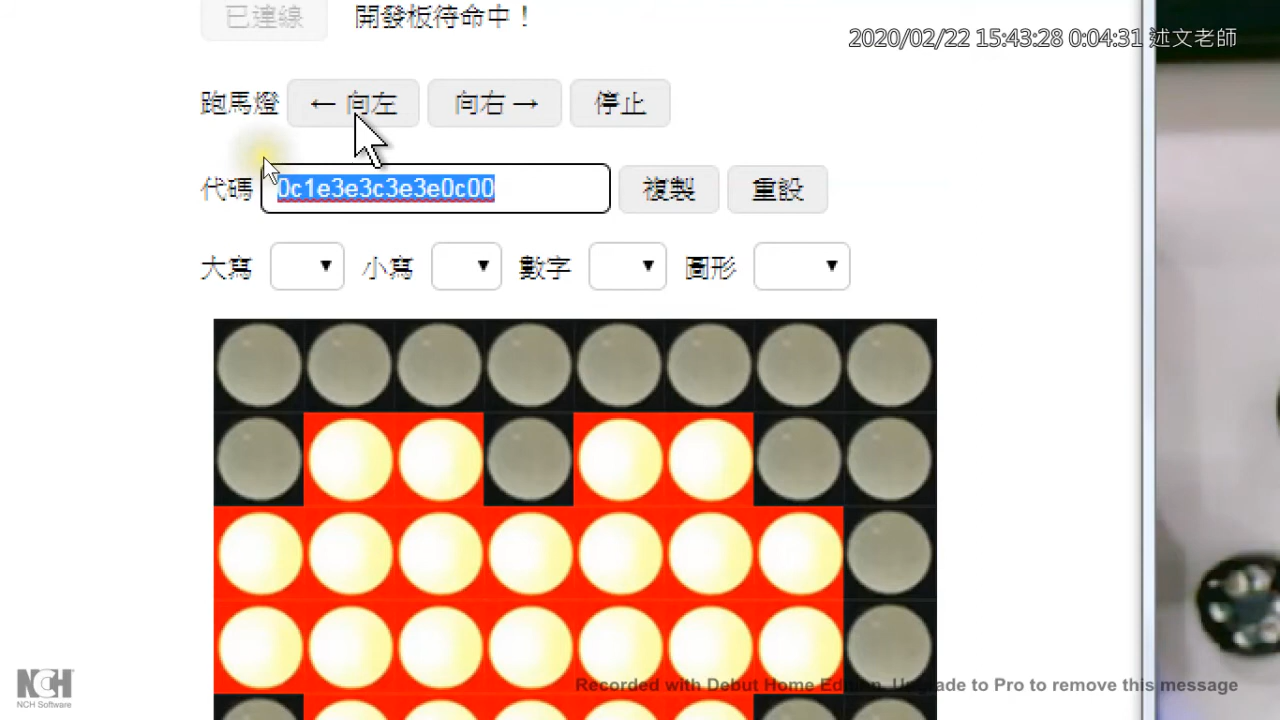 已連線 開發板待命中！
2020/02/22 15:43:28 0:04:31 述文老師
跑馬燈 ← 向左 向右 → 停止
代碼 0c1e3e3c3e3e0c00 複製 重設
大寫 小寫 數字 圖形
NCH
NCH Software
Recorded with Debut Home Edition. Upgrade to Pro to remove this message